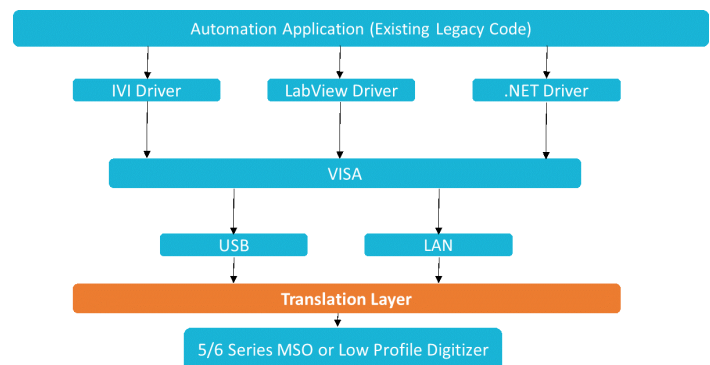 Automation Application (Existing Legacy Code)
IVI Driver
LabView Driver
.NET Driver
VISA
USB
LAN
Translation Layer
5/6 Series MSO or Low Profile Digitizer